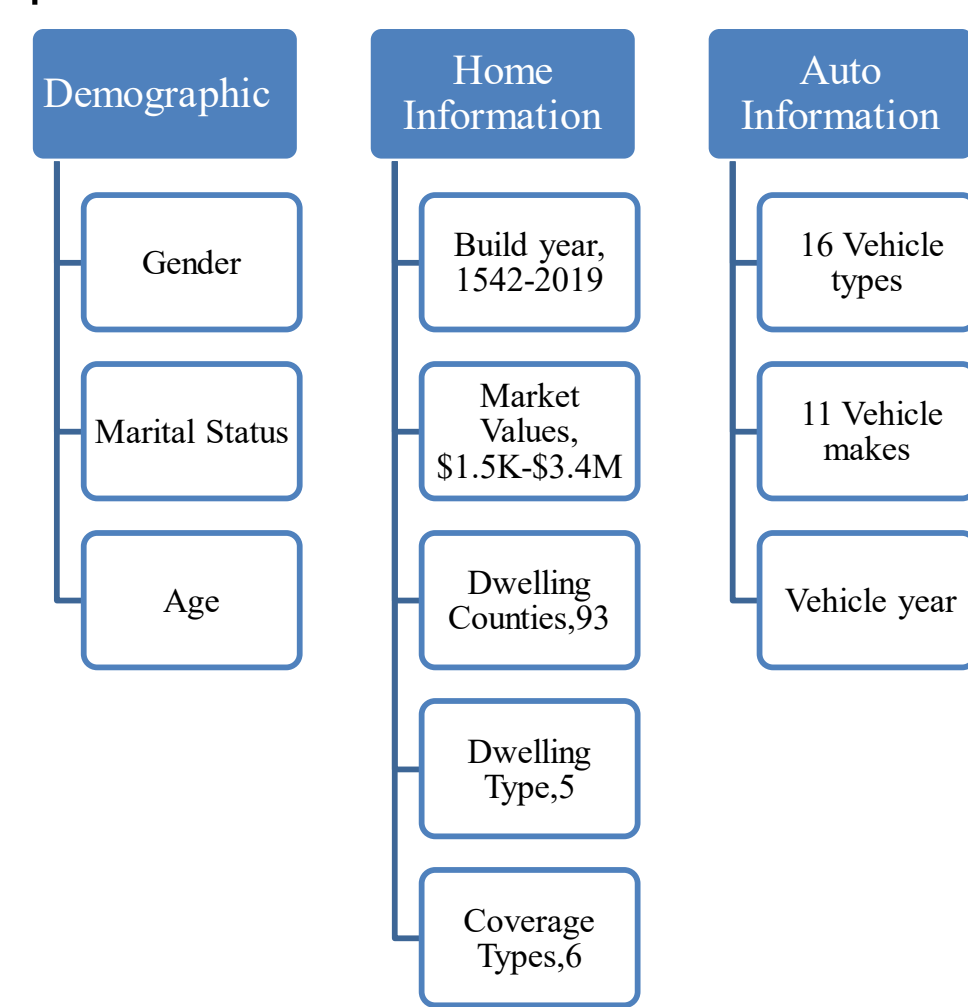 Demographic
Gender
Marital Status
Age
Home
Information
Build year,
1542-2019
Market
Values,
$1.5K-$3.4M
Dwelling
Counties,93
Dwelling
Type,5
Coverage
Types,6
Auto
Information
16 Vehicle
types
11 Vehicle
makes
Vehicle year